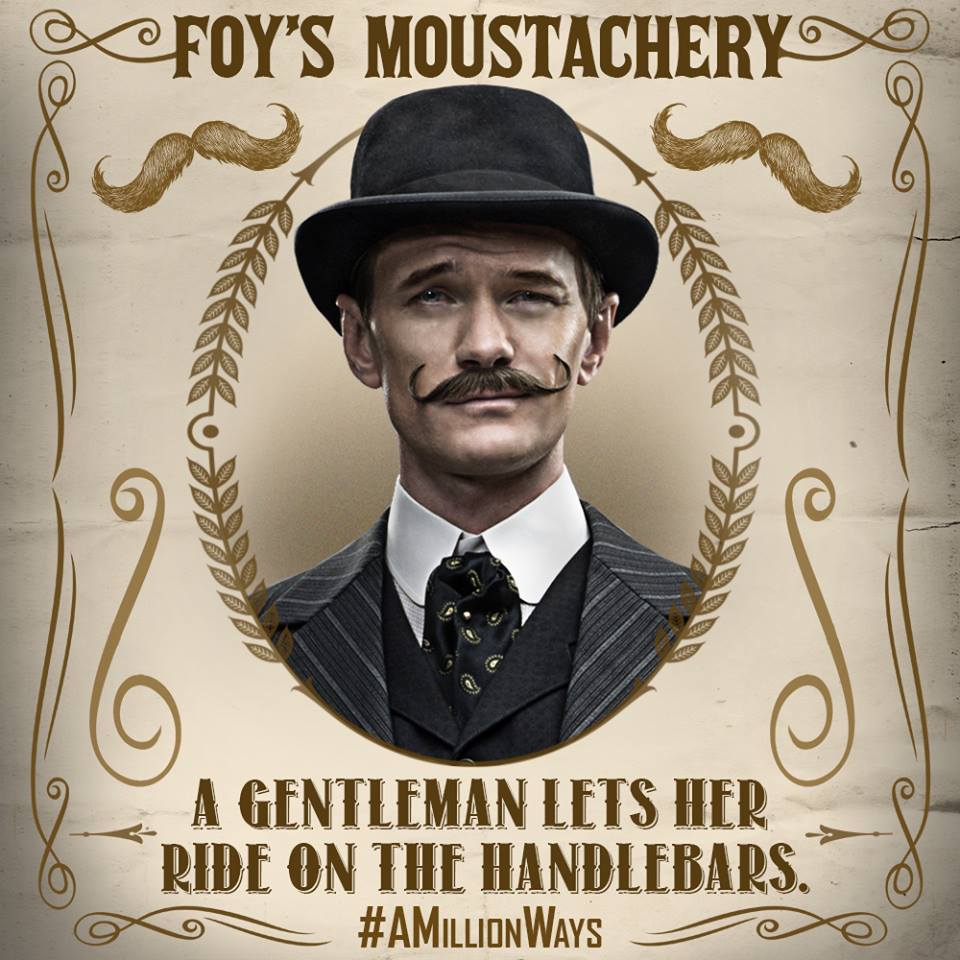 FOY'S MOUSTACHERY
A GENTLEMAN LETS HER
RIDE ON THE HANDLEBARS.
#AMILLIONWAYS